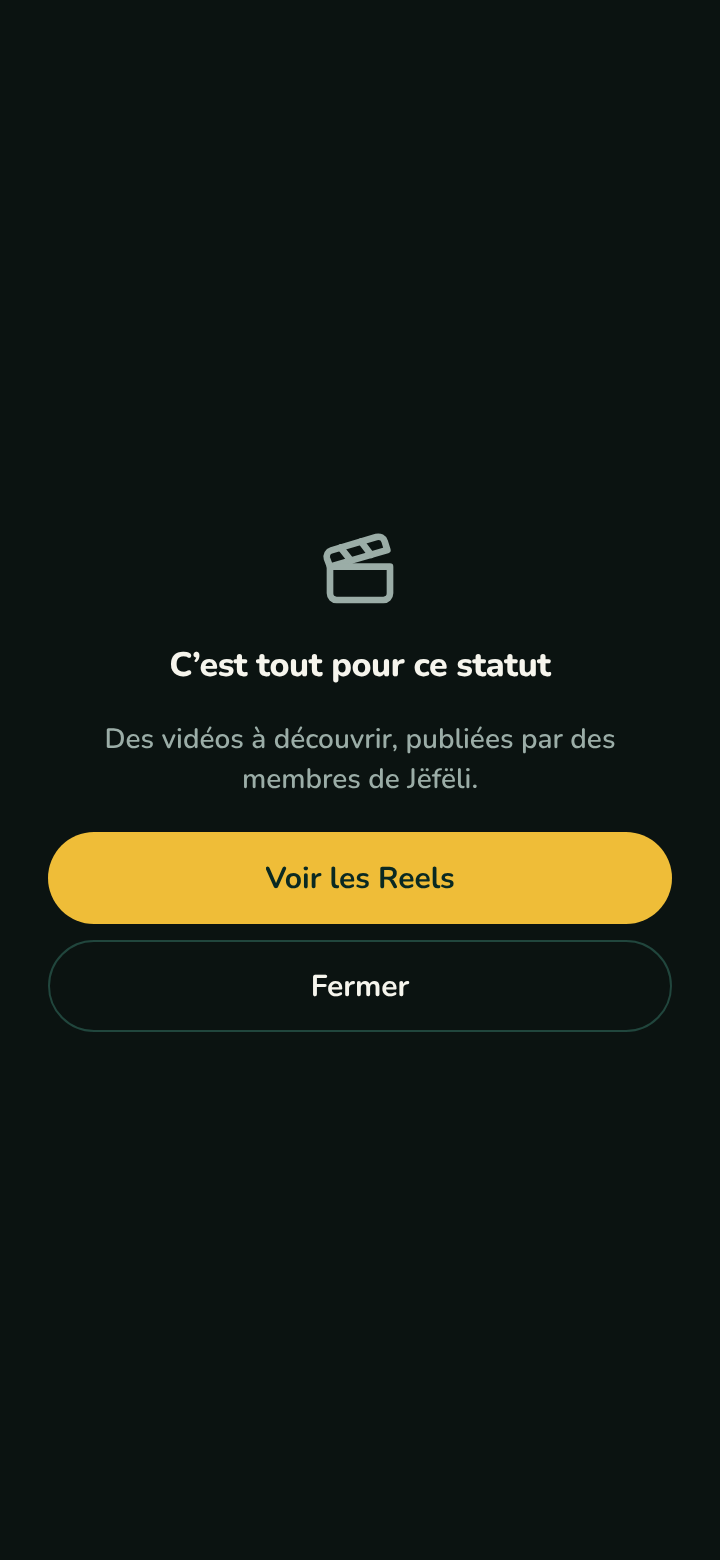 C’est tout pour ce statut
Des vidéos à découvrir, publiées par des
membres de Jëfëli.
Voir les Reels
Fermer